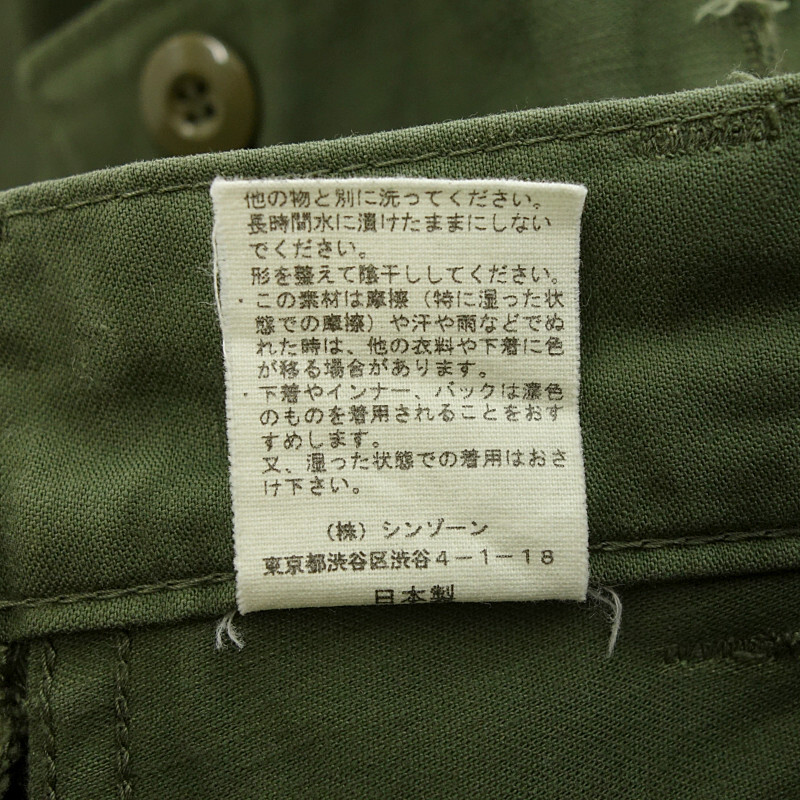 他の物と別に洗ってください。
長時間水に漬けたままにしない
でください。
形を整えて陰干ししてください。
・この素材は摩擦（特に湿った状
態での摩擦）や汗や雨などでぬ
れた時は、他の衣料や下着に色
が移る場合があります。
・下着やインナー、バックは濃色
のものを着用されることをおす
すめします。
又、湿った状態での着用はおさ
け下さい。
（株）シンゾーン
東京都渋谷区渋谷4－1－18
日本製